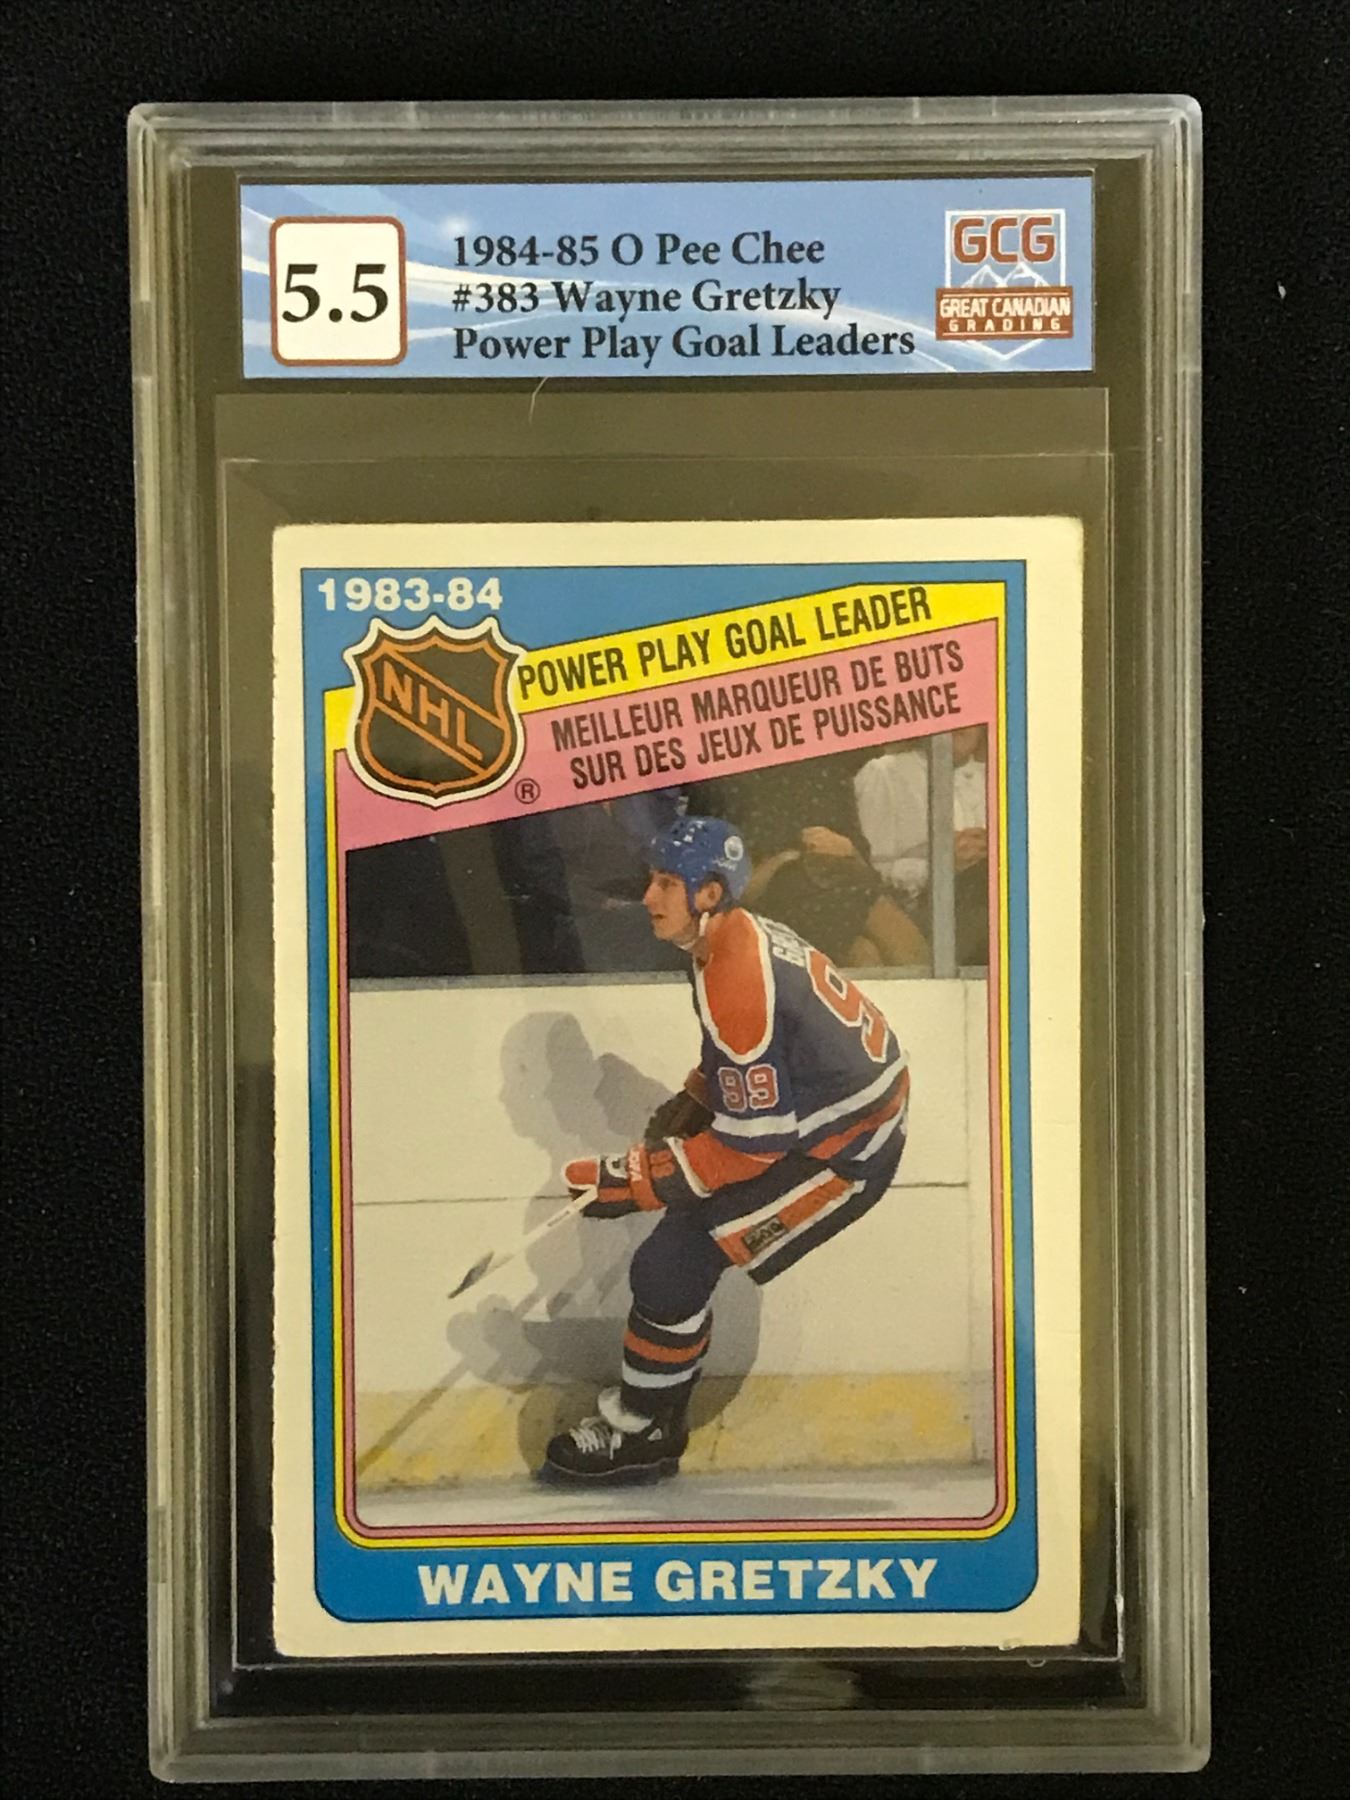 5.5
1984-85 O Pee Chee
#383 Wayne Gretzky
Power Play Goal Leaders
GCG
GREAT CANADIAN
GRADING
1983-84
NHL
®
POWER PLAY GOAL LEADER
MEILLEUR MARQUEUR DE BUTS
SUR DES JEUX DE PUISSANCE
99
99
WAYNE GRETZKY